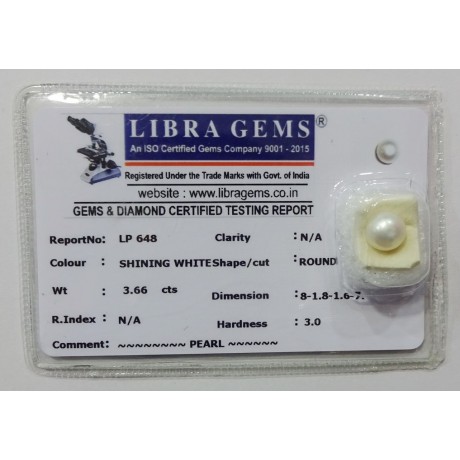 LIBRA GEMS®
An ISO Certified Gems Company 9001 - 2015
Registered Under the Trade Marks with Govt. of India
website : www.libragems.co.in
GEMS & DIAMOND CERTIFIED TESTING REPORT
ReportNo: LP 648 Clarity : N/A
Colour : SHINING WHITE Shape/cut : ROUND
Wt : 3.66 cts Dimension : 8-1.8-1.6-7.
R.Index : N/A Hardness : 3.0
Comment: ~~~~~~~~ PEARL ~~~~~~